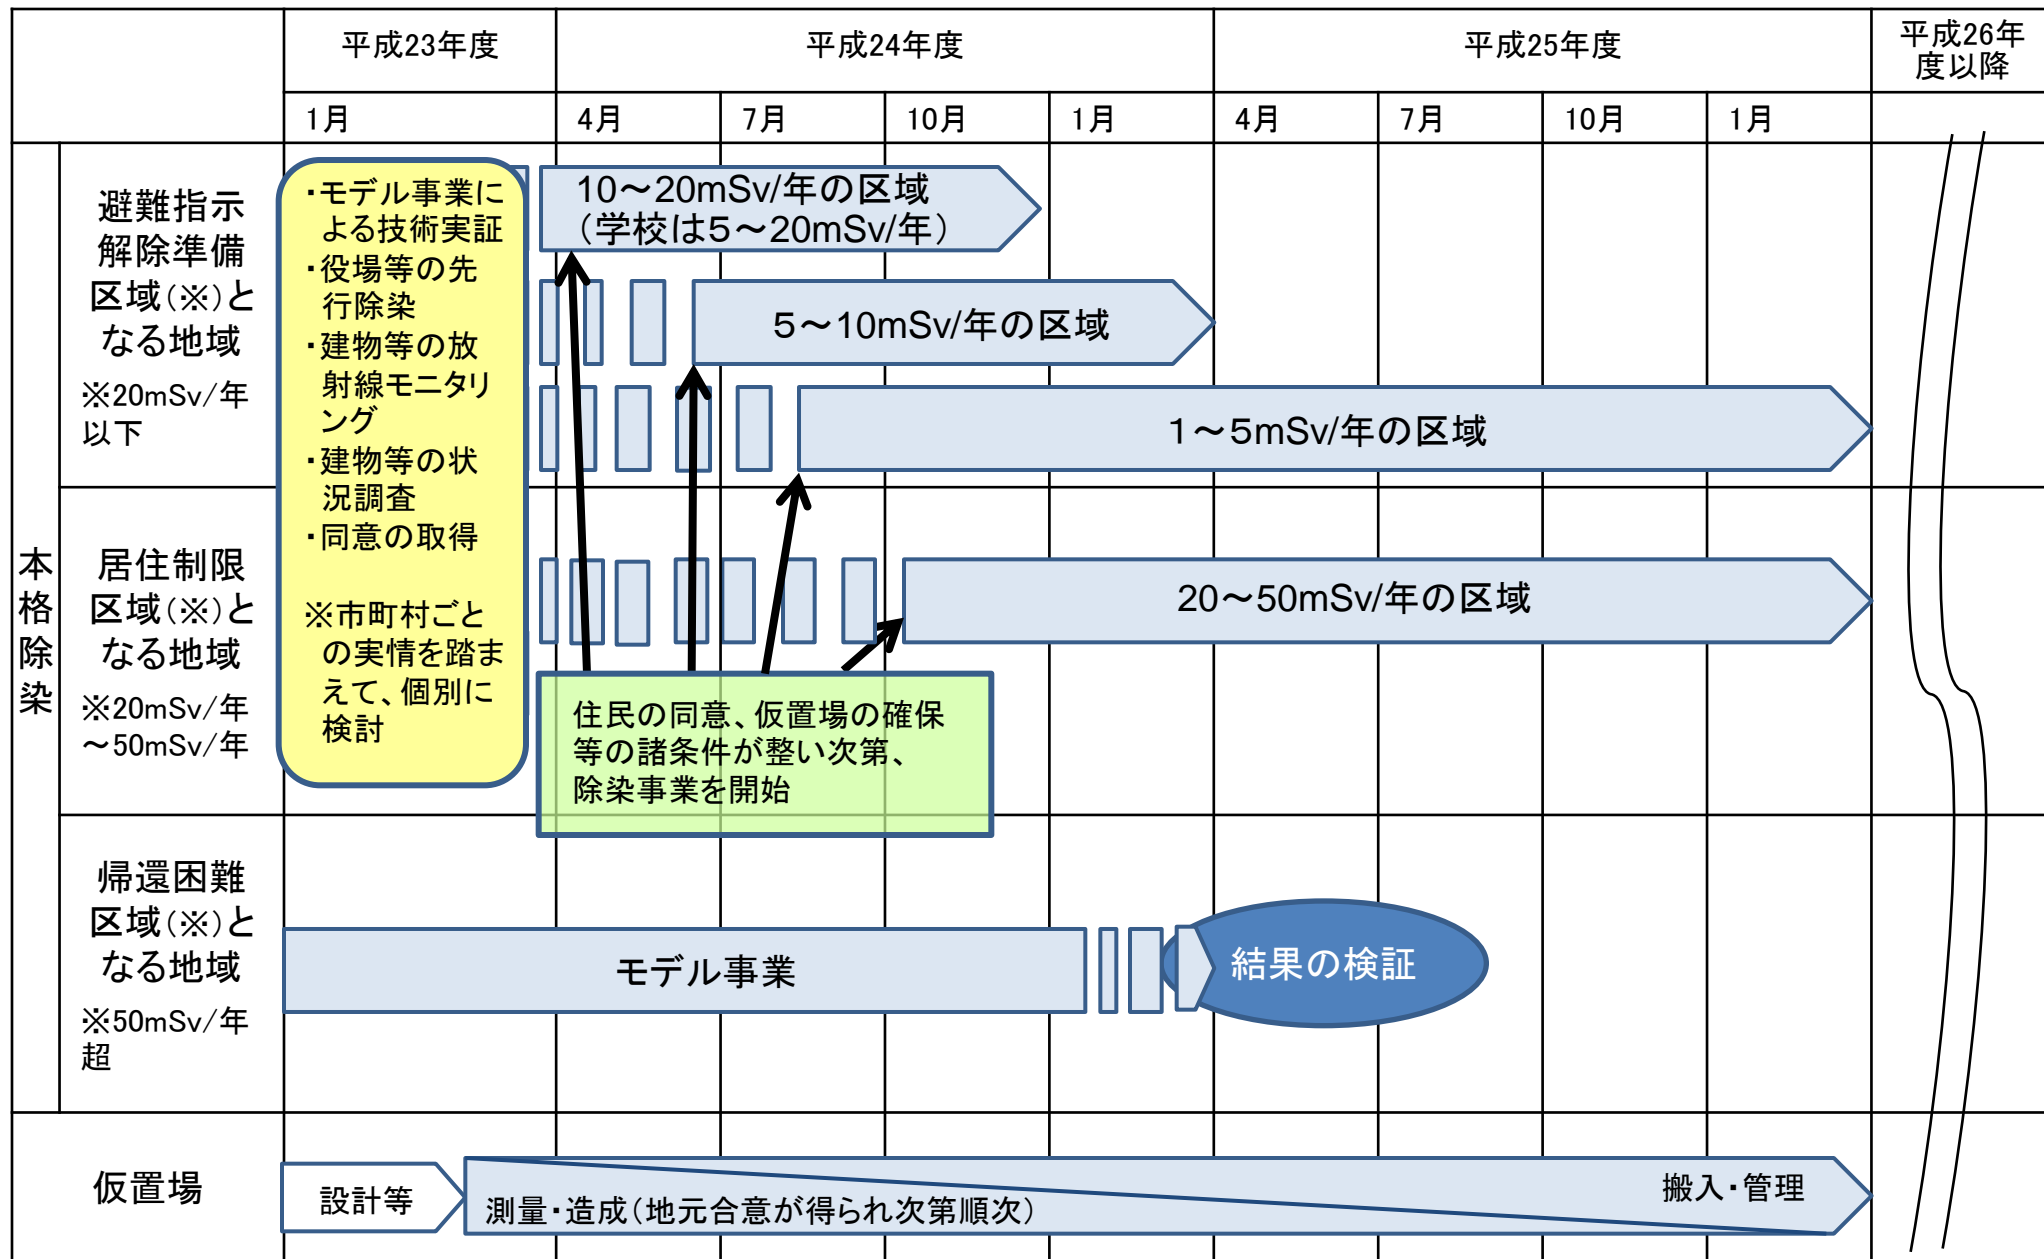 平成23年度
平成24年度
平成25年度
平成26年
度以降
1月
4月
7月
10月
1月
4月
7月
10月
1月
本格除染
避難指示
解除準備
区域(※)と
なる地域
※20mSv/年
以下
・モデル事業に
よる技術実証
・役場等の先
行除染
・建物等の放
射線モニタリ
ング
・建物等の状
況調査
・同意の取得
※市町村ごと
の実情を踏ま
えて、個別に
検討
10～20mSv/年の区域
(学校は5～20mSv/年)
5～10mSv/年の区域
1～5mSv/年の区域
居住制限
区域(※)と
なる地域
※20mSv/年
～50mSv/年
20～50mSv/年の区域
住民の同意、仮置場の確保
等の諸条件が整い次第、
除染事業を開始
帰還困難
区域(※)と
なる地域
※50mSv/年
超
モデル事業
結果の検証
仮置場
設計等
測量・造成(地元合意が得られ次第順次)
搬入・管理